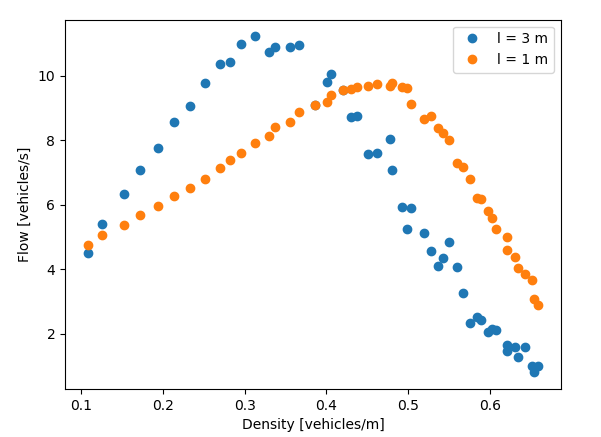 l = 3 m
l = 1 m
10
8
6
4
2
Flow [vehicles/s]
0.1 0.2 0.3 0.4 0.5 0.6
Density [vehicles/m]